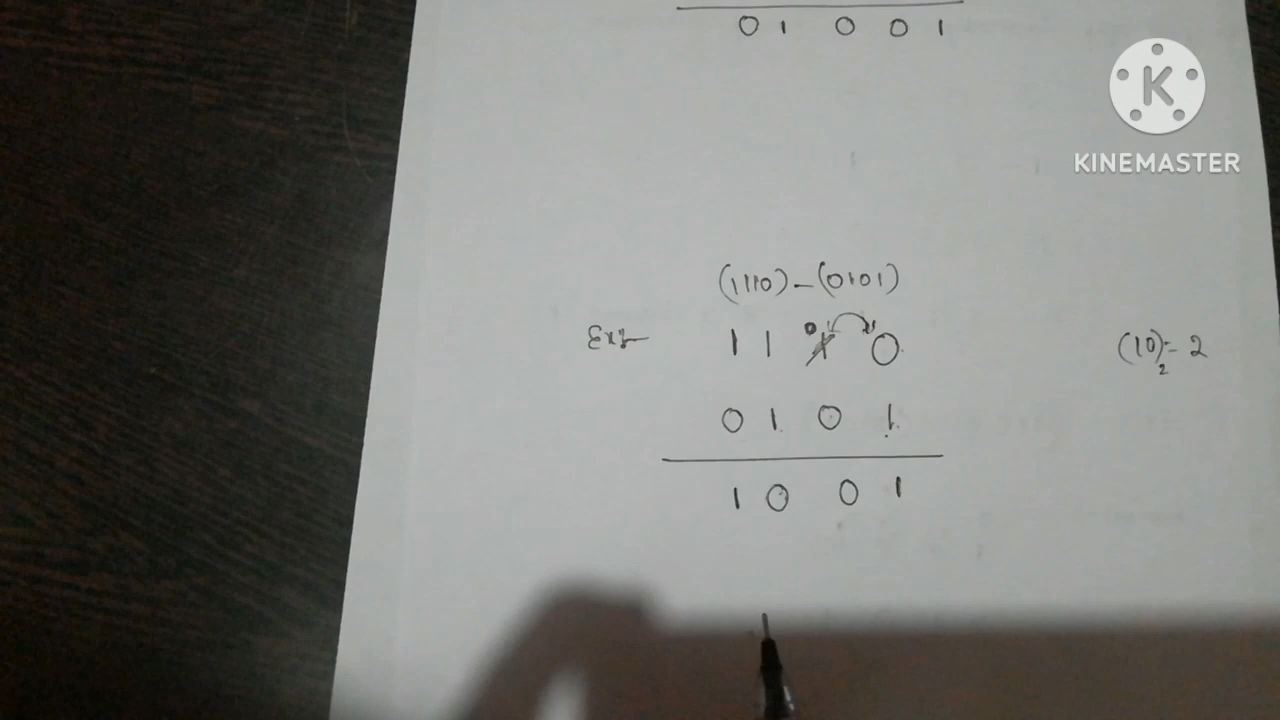 0 1 0 0 1
K
KINEMASTER
(1110) - (0101)
1 1 1 0
0
(10)₂ = 2
0 1 0 1
1 0 0 1